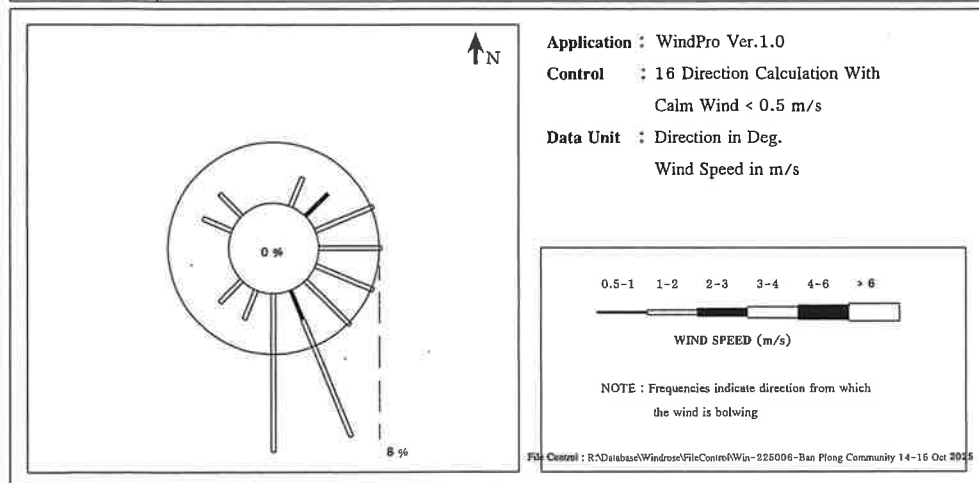 N
0 %
8 %
Application : WindPro Ver.1.0
Control : 16 Direction Calculation With
Calm Wind < 0.5 m/s
Data Unit : Direction in Deg.
Wind Speed in m/s
0.5-1 1-2 2-3 3-4 4-6 > 6
WIND SPEED (m/s)
NOTE : Frequencies indicate direction from which
the wind is bolwing
File Control : R:\Database\Windrose\FileControl\Win-225006-Ban Plong Community 14-15 Oct 2025